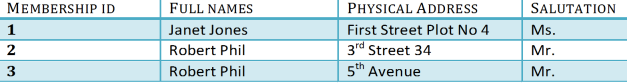 MEMBERSHIP ID FULL NAMES PHYSICAL ADDRESS SALUTATION
1 Janet Jones First Street Plot No 4 Ms.
2 Robert Phil 3rd Street 34 Mr.
3 Robert Phil 5th Avenue Mr.